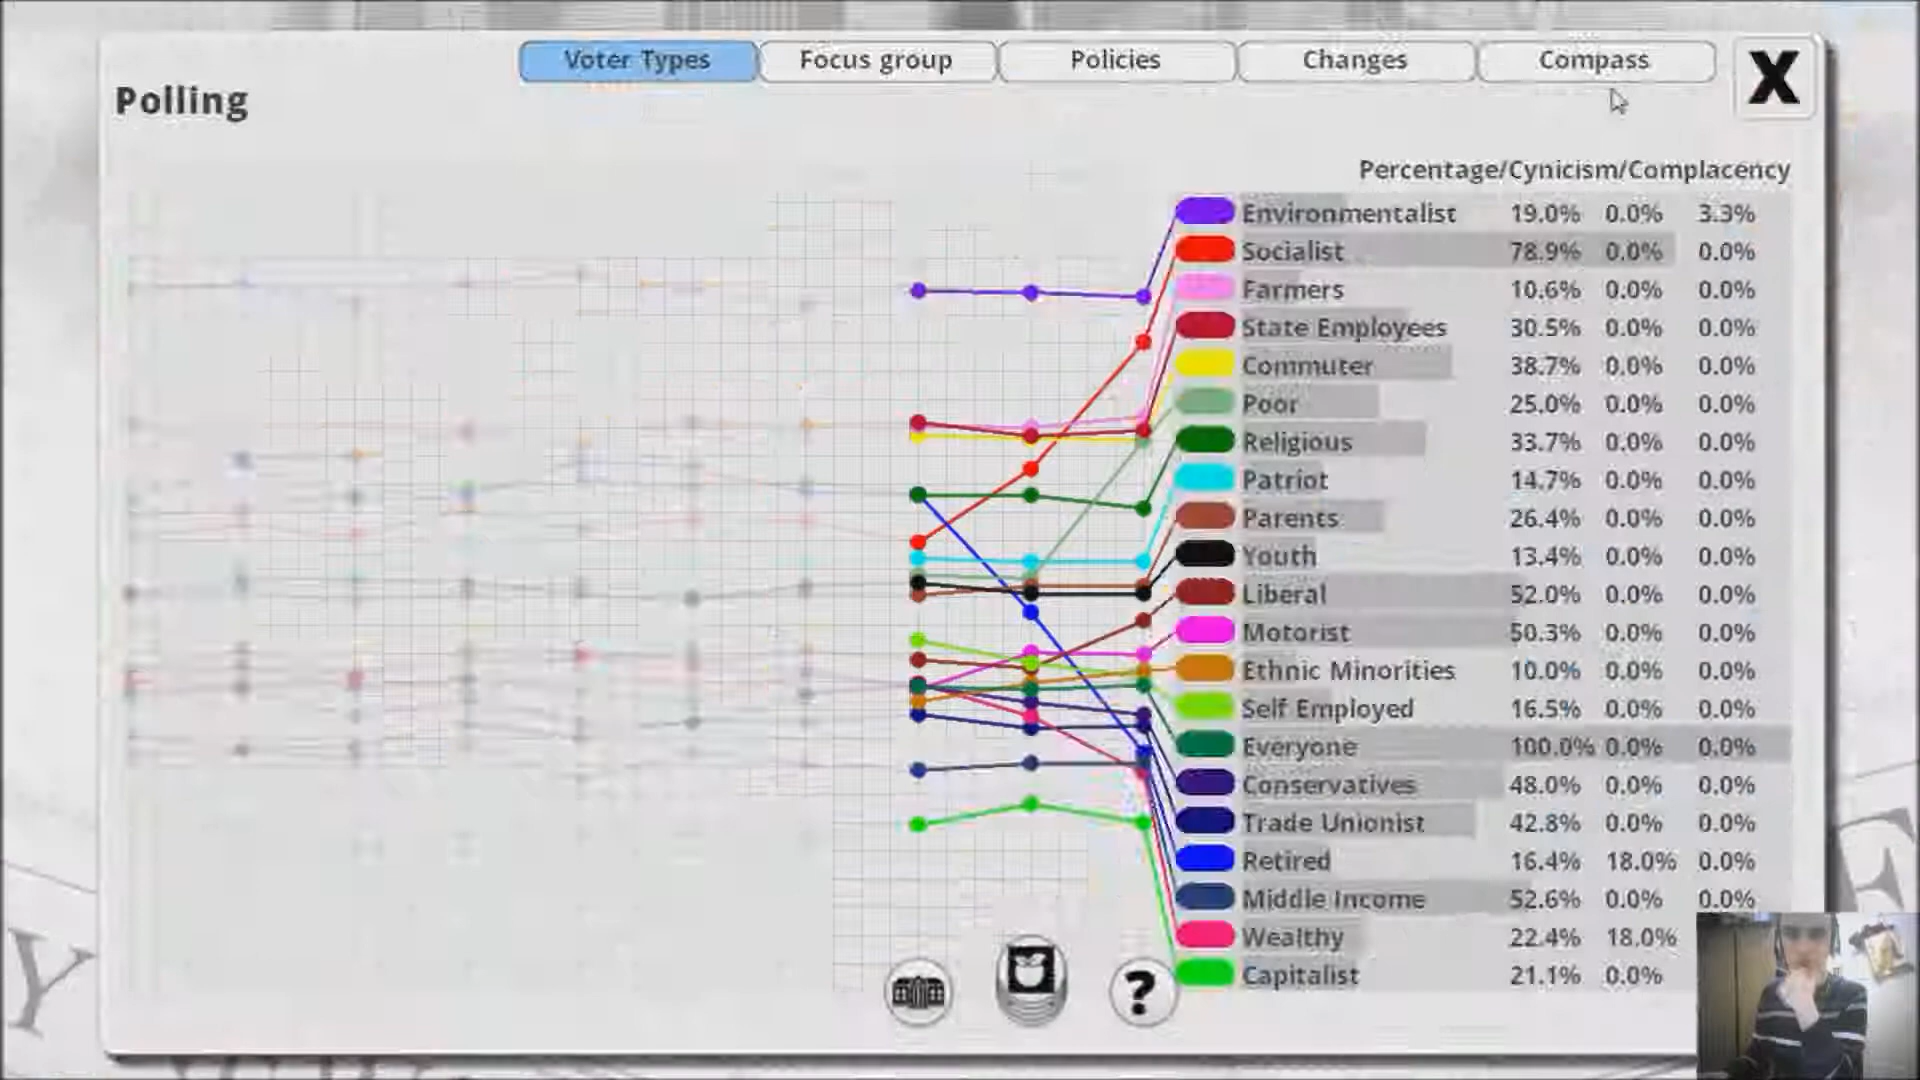 Voter Types Focus group Policies Changes Compass X
Polling
Percentage/Cynicism/Complacency
Environmentalist 19.0% 0.0% 3.3%
Socialist 78.9% 0.0% 0.0%
Farmers 10.6% 0.0% 0.0%
State Employees 30.5% 0.0% 0.0%
Commuter 38.7% 0.0% 0.0%
Poor 25.0% 0.0% 0.0%
Religious 33.7% 0.0% 0.0%
Patriot 14.7% 0.0% 0.0%
Parents 26.4% 0.0% 0.0%
Youth 13.4% 0.0% 0.0%
Liberal 52.0% 0.0% 0.0%
Motorist 50.3% 0.0% 0.0%
Ethnic Minorities 10.0% 0.0% 0.0%
Self Employed 16.5% 0.0% 0.0%
Everyone 100.0% 0.0% 0.0%
Conservatives 48.0% 0.0% 0.0%
Trade Unionist 42.8% 0.0% 0.0%
Retired 16.4% 18.0% 0.0%
Middle Income 52.6% 0.0% 0.0%
Wealthy 22.4% 18.0%
Capitalist 21.1% 0.0%
?